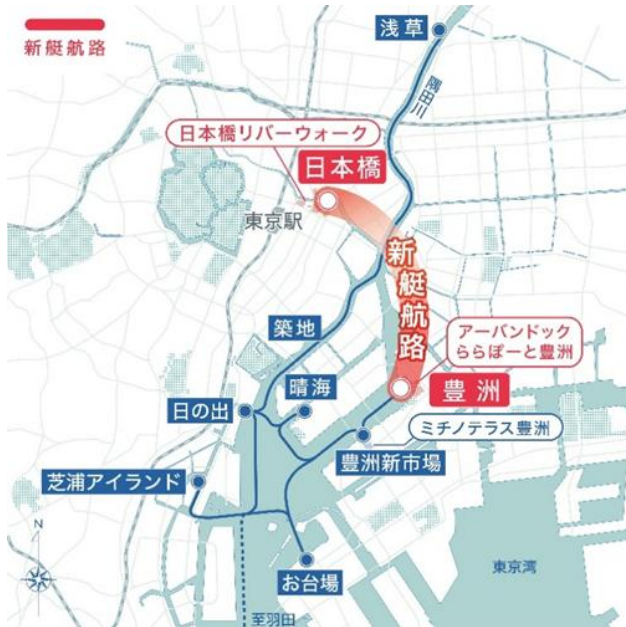 新艇航路
浅草
隅田川
日本橋リバーウォーク
日本橋
東京駅
新艇航路
築地
アーバンドック
ららぽーと豊洲
晴海
豊洲
日の出
ミチノテラス豊洲
豊洲新市場
芝浦アイランド
N
お台場
東京湾
至羽田